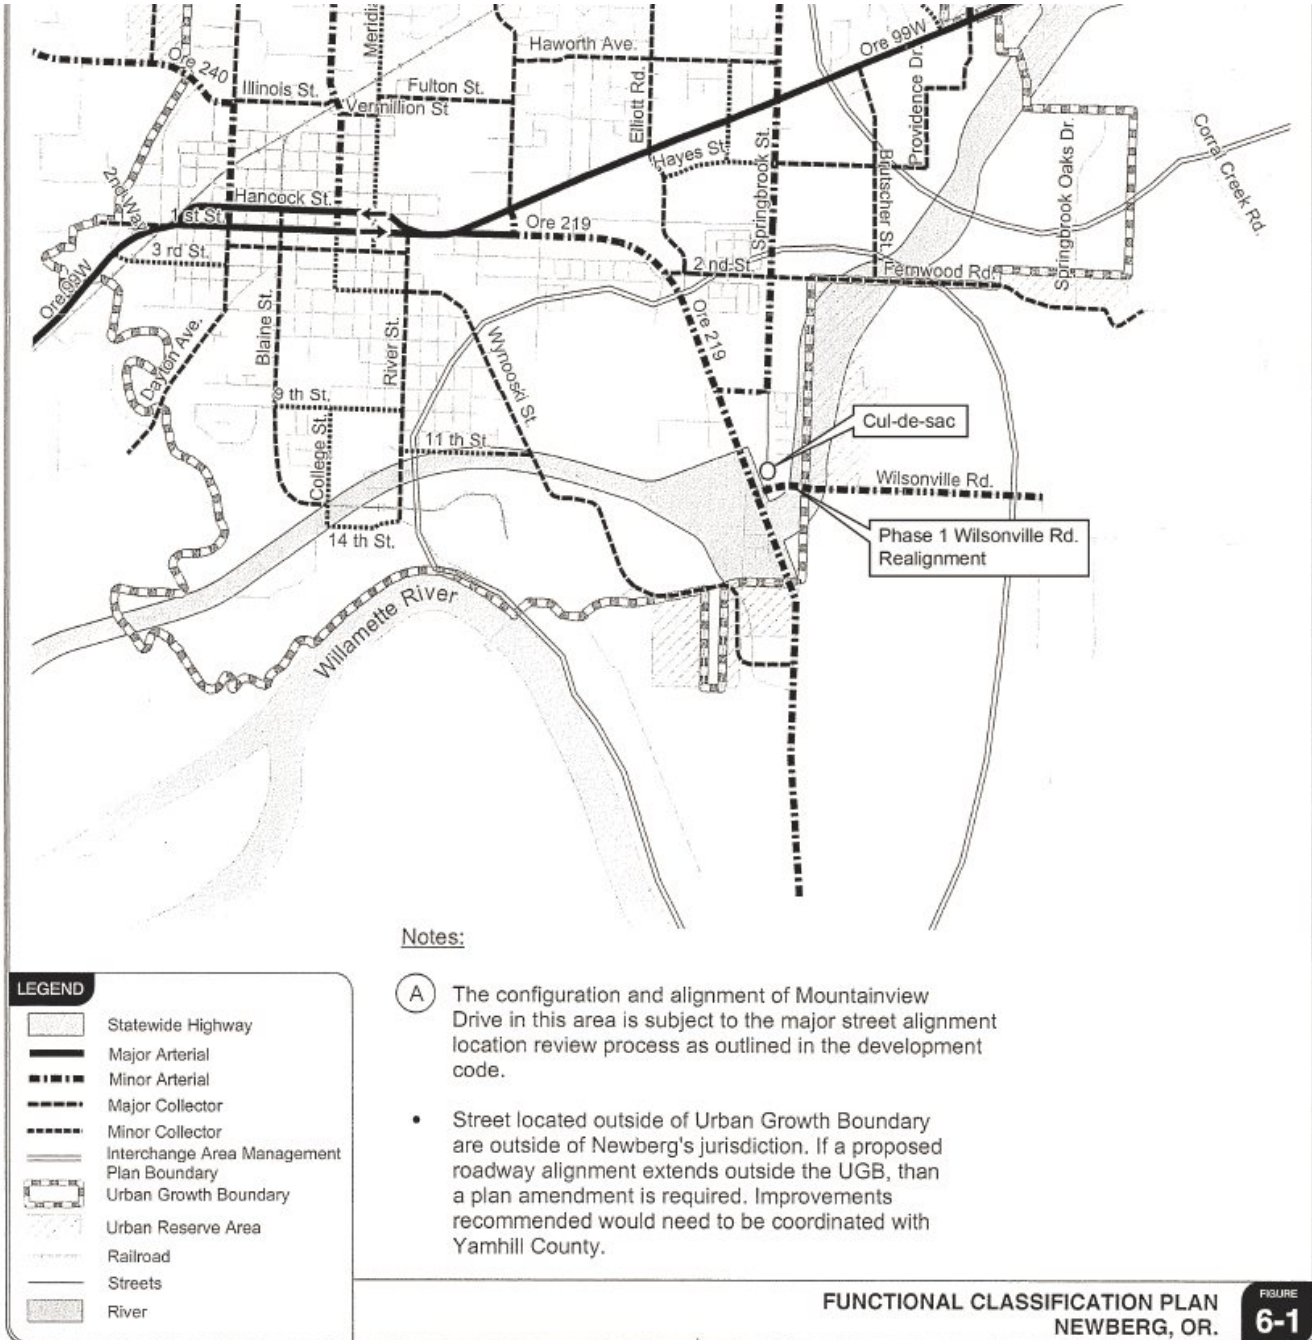 Meridia
Haworth Ave.
Ore 99W
Ore 240
Illinois St.
Fulton St.
Vermillion St
Elliott Rd.
Providence Dr.
Hayes St.
Springbrook St.
Blutscher St.
Springbrook Oaks Dr.
Corral Creek Rd.
2nd Way
Hancock St.
1 st St.
Ore 219
3 rd St.
2 nd St.
Fernwood Rd.
Ore 99W
Ore 219
Dayton Ave.
Blaine St.
River St.
Wynooski St.
9 th St.
College St.
11 th St.
Cul-de-sac
Wilsonville Rd.
14 th St.
Phase 1 Wilsonville Rd.
Realignment
Willamette River
Notes:
A
The configuration and alignment of Mountainview
Drive in this area is subject to the major street alignment
location review process as outlined in the development
code.
• Street located outside of Urban Growth Boundary
are outside of Newberg's jurisdiction. If a proposed
roadway alignment extends outside the UGB, than
a plan amendment is required. Improvements
recommended would need to be coordinated with
Yamhill County.
LEGEND
Statewide Highway
Major Arterial
Minor Arterial
Major Collector
Minor Collector
Interchange Area Management
Plan Boundary
Urban Growth Boundary
Urban Reserve Area
Railroad
Streets
River
FUNCTIONAL CLASSIFICATION PLAN
NEWBERG, OR.
FIGURE
6-1